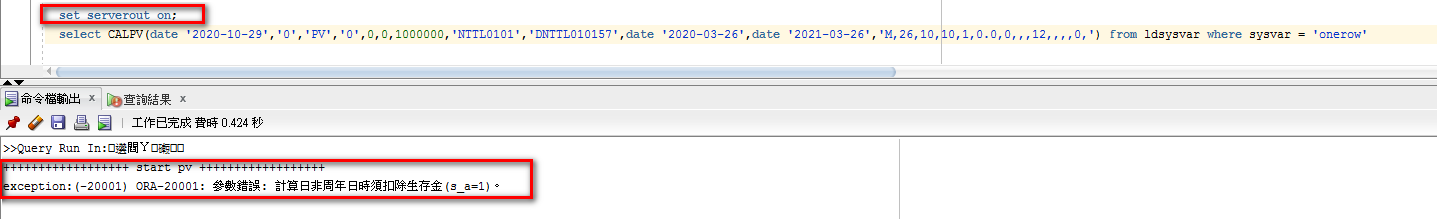 set serverout on;
select CALPV(date '2020-10-29','0','PV','0',0,0,1000000,'NTTL0101','DNTTL010157',date '2020-03-26',date '2021-03-26','M,26,10,10,1,0.0,0,,,12,,,,0,') from ldsysvar where sysvar = 'onerow'
命令檔輸出 × 查詢結果 ×
工作已完成 費時 0.424 秒
>>Query Run In:
++++++++++++++++++ start pv ++++++++++++++++++
exception:(-20001) ORA-20001: 參數錯誤: 計算日非周年日時須扣除生存金(s_a=1)。